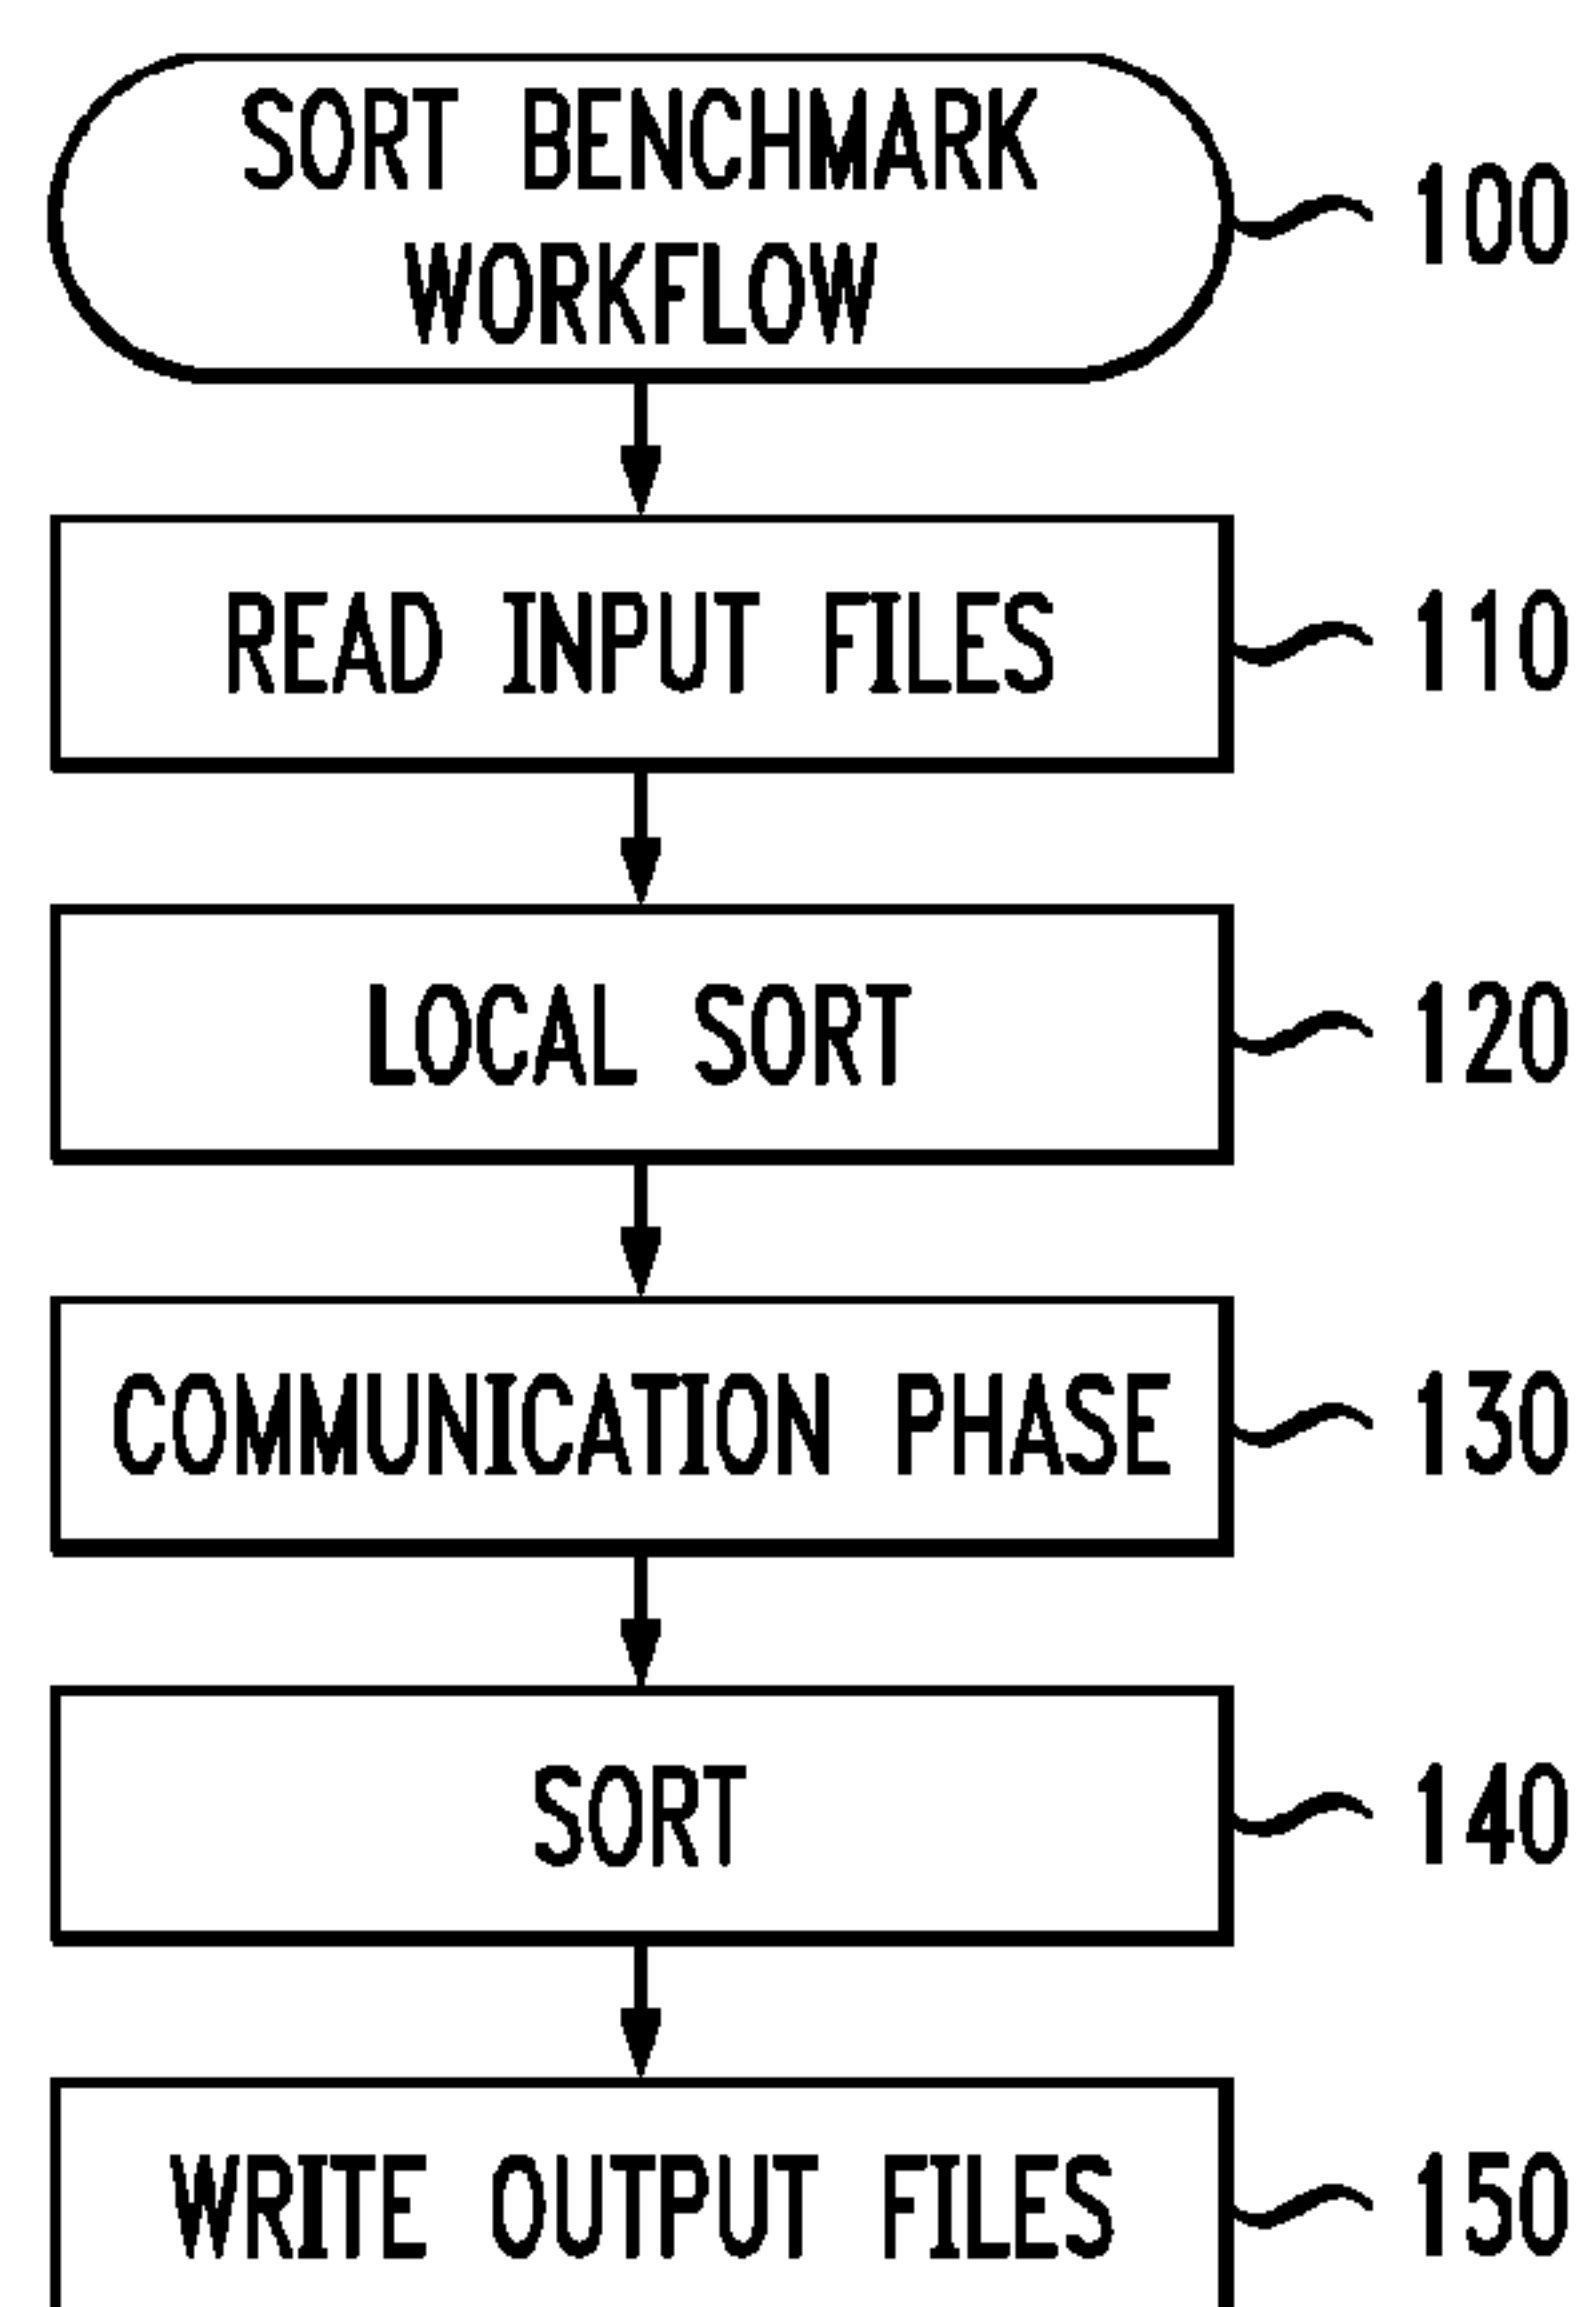 SORT BENCHMARK
WORKFLOW
100
READ INPUT FILES
110
LOCAL SORT
120
COMMUNICATION PHASE
130
SORT
140
WRITE OUTPUT FILES
150